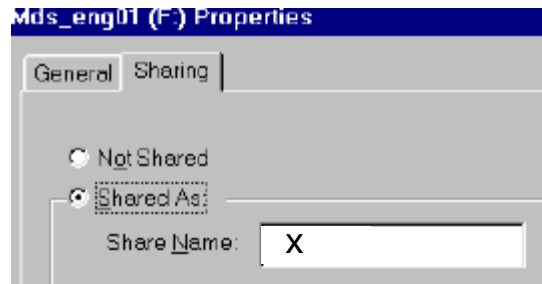 Mds_eng01 (F:) Properties
General Sharing
Not Shared
Shared As:
Share Name: X